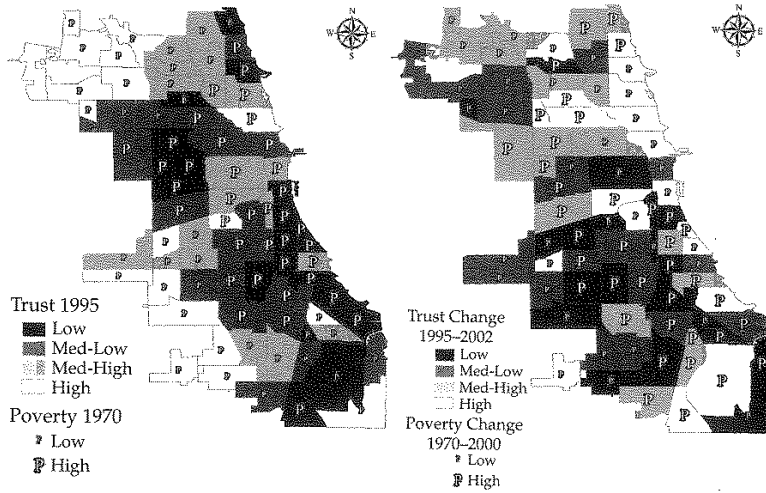 N
W E
S
N
W E
S
Trust 1995
Low
Med-Low
Med-High
High
Poverty 1970
P Low
P High
Trust Change
1995–2002
Low
Med-Low
Med-High
High
Poverty Change
1970–2000
P Low
P High